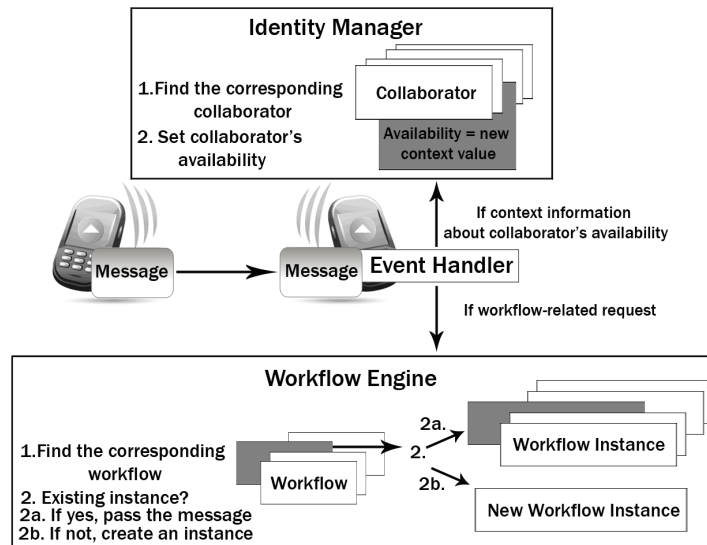 Identity Manager
1.Find the corresponding
collaborator
2. Set collaborator's
availability
Collaborator
Availability = new
context value
Message
Message
Event Handler
If context information
about collaborator's availability
If workflow-related request
Workflow Engine
1.Find the corresponding
workflow
2. Existing instance?
2a. If yes, pass the message
2b. If not, create an instance
Workflow
2a.
2.
2b.
Workflow Instance
New Workflow Instance